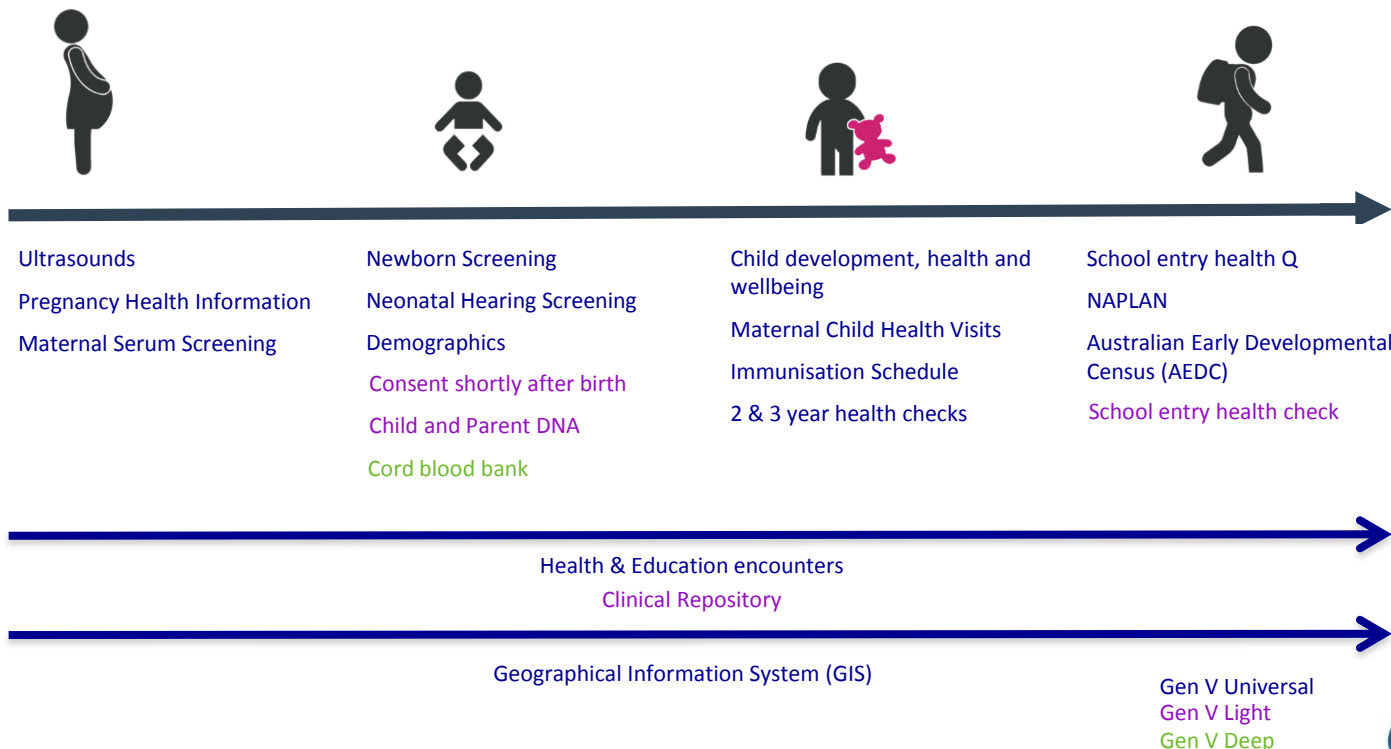 Ultrasounds
Pregnancy Health Information
Maternal Serum Screening
Newborn Screening
Neonatal Hearing Screening
Demographics
Consent shortly after birth
Child and Parent DNA
Cord blood bank
Child development, health and
wellbeing
Maternal Child Health Visits
Immunisation Schedule
2 & 3 year health checks
School entry health Q
NAPLAN
Australian Early Developmental
Census (AEDC)
School entry health check
Health & Education encounters
Clinical Repository
Geographical Information System (GIS)
Gen V Universal
Gen V Light
Gen V Deep